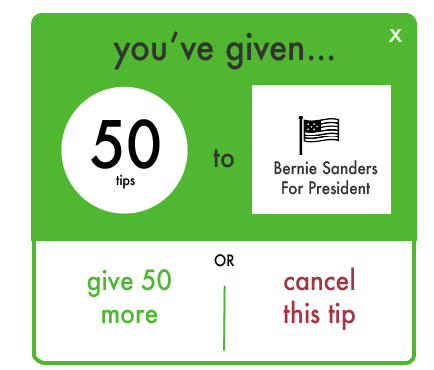 you've given...
X
50
tips
to
Bernie Sanders
For President
OR
give 50
more
cancel
this tip